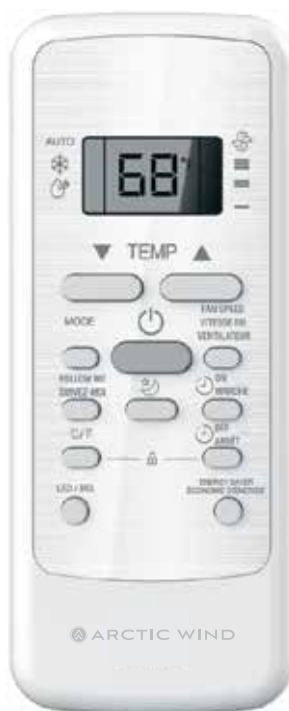 AUTO
68°
▼ TEMP ▲
MODE
FAN SPEED
VITESSE DU
VENTILATEUR
FOLLOW ME
SUIVEZ-MOI
ON
MARCHE
C/F
OFF
ARRÊT
LED / DEL
ENERGY SAVER
ÉCONOMIE D'ÉNERGIE
ARCTIC WIND